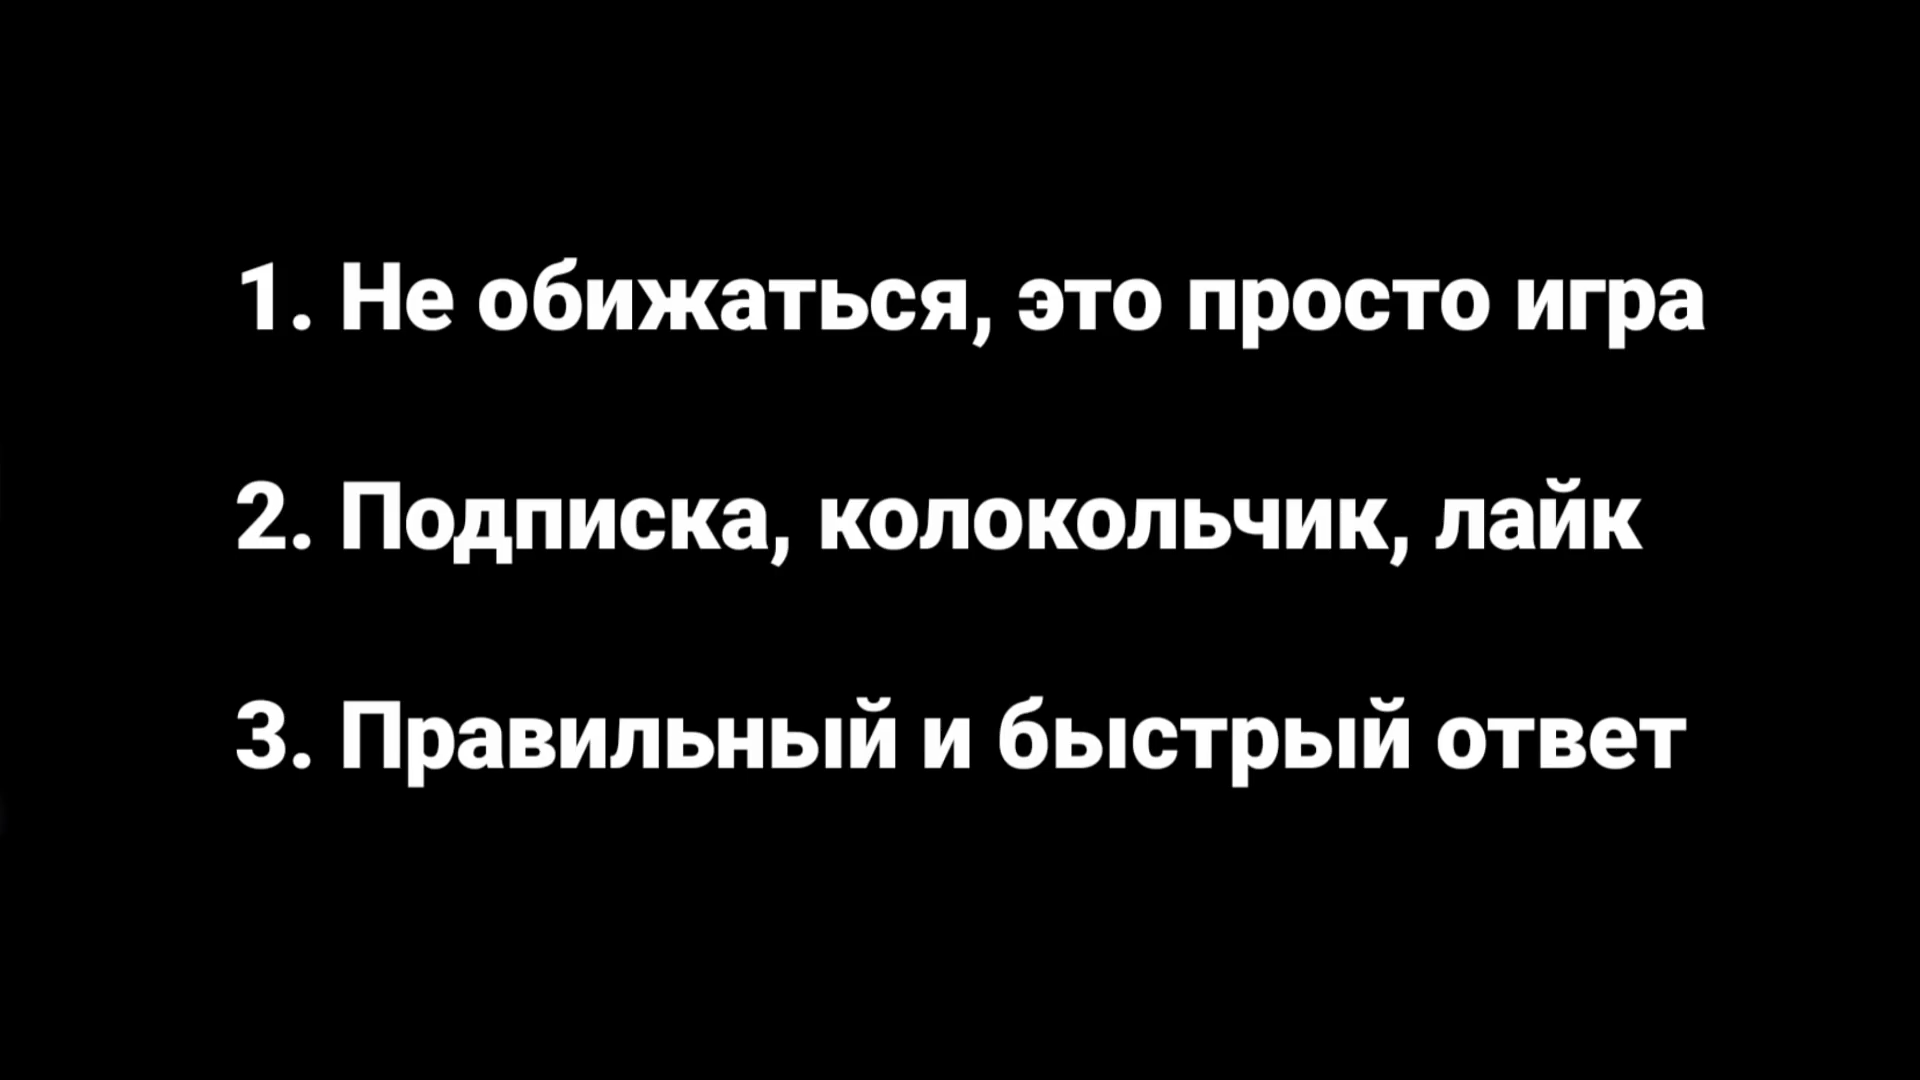 1. Не обижаться, это просто игра
2. Подписка, колокольчик, лайк
3. Правильный и быстрый ответ